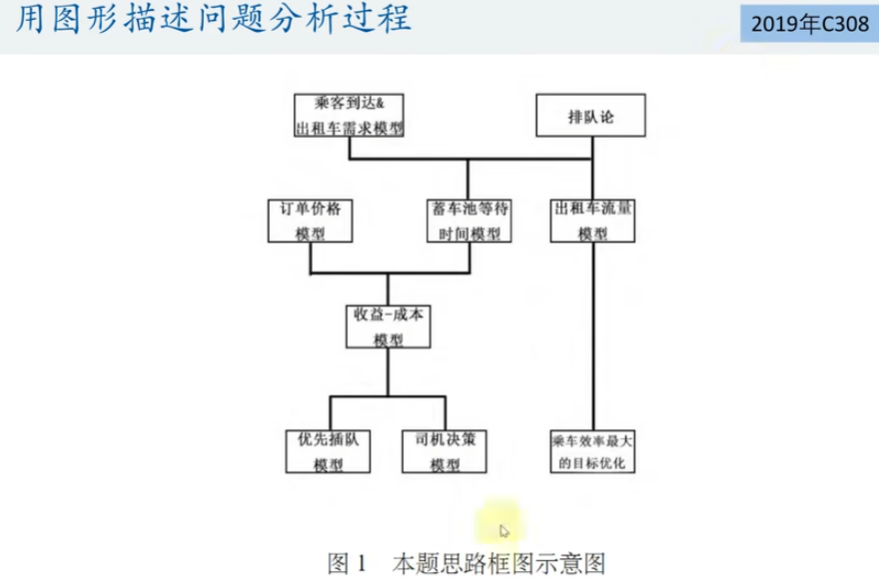 用图形描述问题分析过程
2019年C308
乘客到达&
出租车需求模型
排队论
订单价格
模型
蓄车池等待
时间模型
出租车流量
模型
收益-成本
模型
优先插队
模型
司机决策
模型
乘车效率最大
的目标优化
图 1 本题思路框图示意图